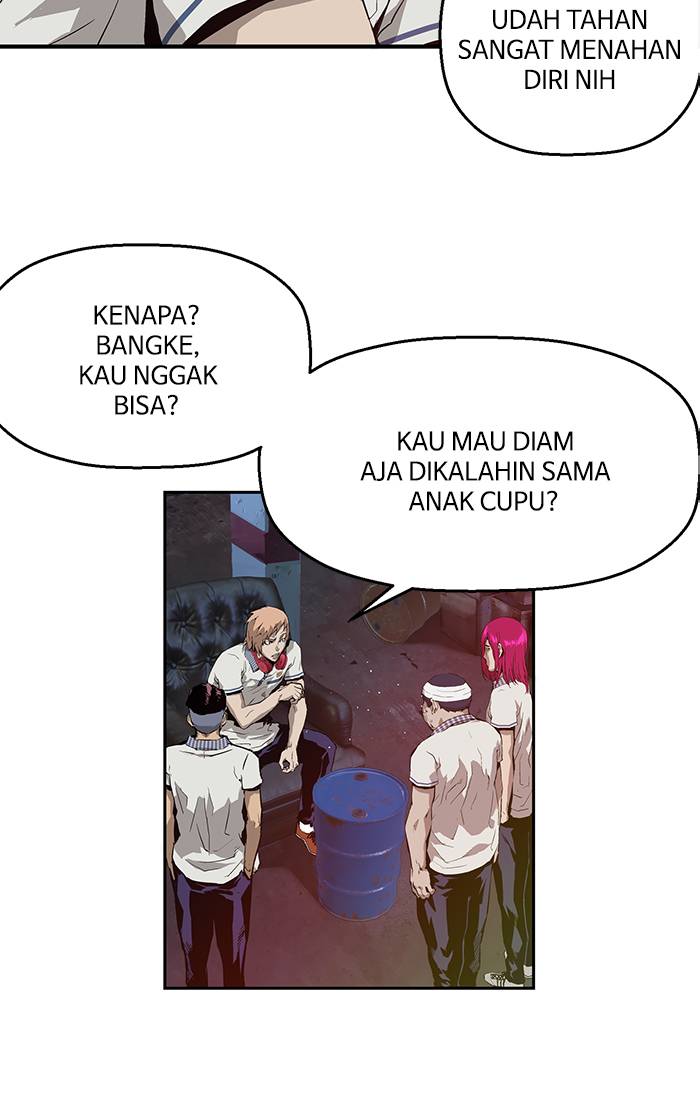 UDAH TAHAN
SANGAT MENAHAN
DIRI NIH
KENAPA?
BANGKE,
KAU NGGAK
BISA?
KAU MAU DIAM
AJA DIKALAHIN SAMA
ANAK CUPU?